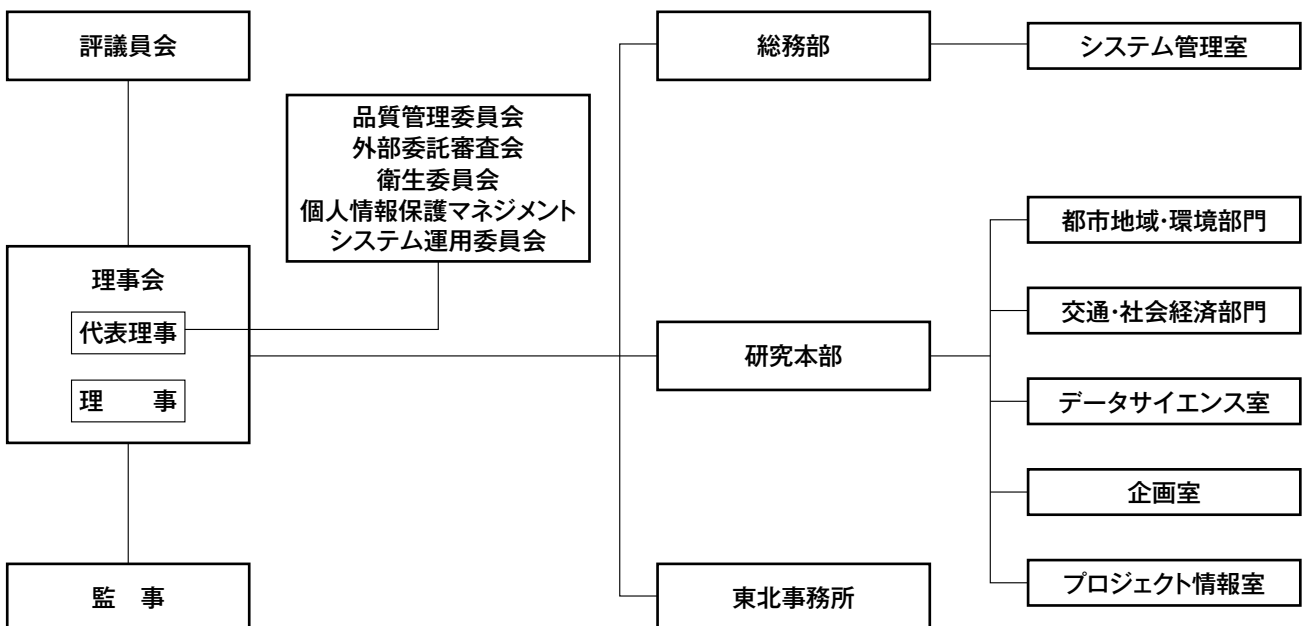 評議員会
品質管理委員会
外部委託審査会
衛生委員会
個人情報保護マネジメント
システム運用委員会
理事会
代表理事
理　事
監　事
総務部
システム管理室
研究本部
都市地域・環境部門
交通・社会経済部門
データサイエンス室
企画室
プロジェクト情報室
東北事務所